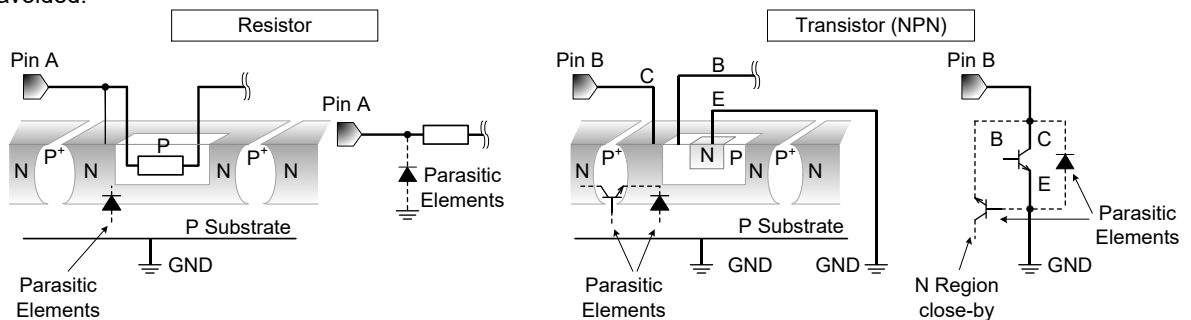 avoided.
Resistor
Transistor (NPN)
Pin A
Pin A
N
P+
N
P
N
P+
N
Parasitic
Elements
P Substrate
GND
Parasitic
Elements
Pin B
C
B
E
N
P+
N
N
P
P+
N
P Substrate
GND
GND
Parasitic
Elements
Pin B
B
C
E
Parasitic
Elements
GND
N Region
close-by